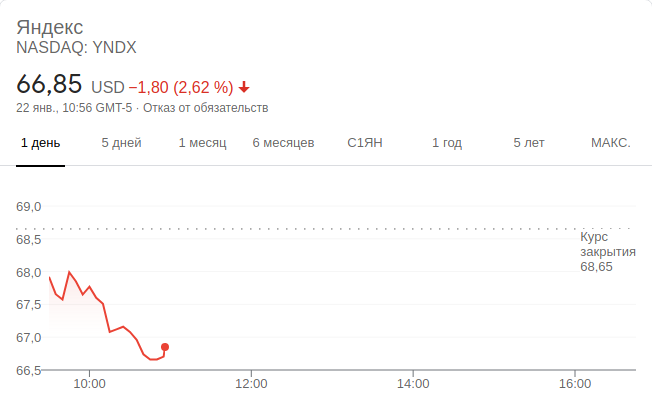 Яндекс
NASDAQ: YNDX
66,85 USD −1,80 (2,62 %)
22 янв., 10:56 GMT-5 · Отказ от обязательств
1 день 5 дней 1 месяц 6 месяцев С1ЯН 1 год 5 лет МАКС.
69,0
68,5
Курс
закрытия
68,65
68,0
67,5
67,0
66,5
10:00 12:00 14:00 16:00